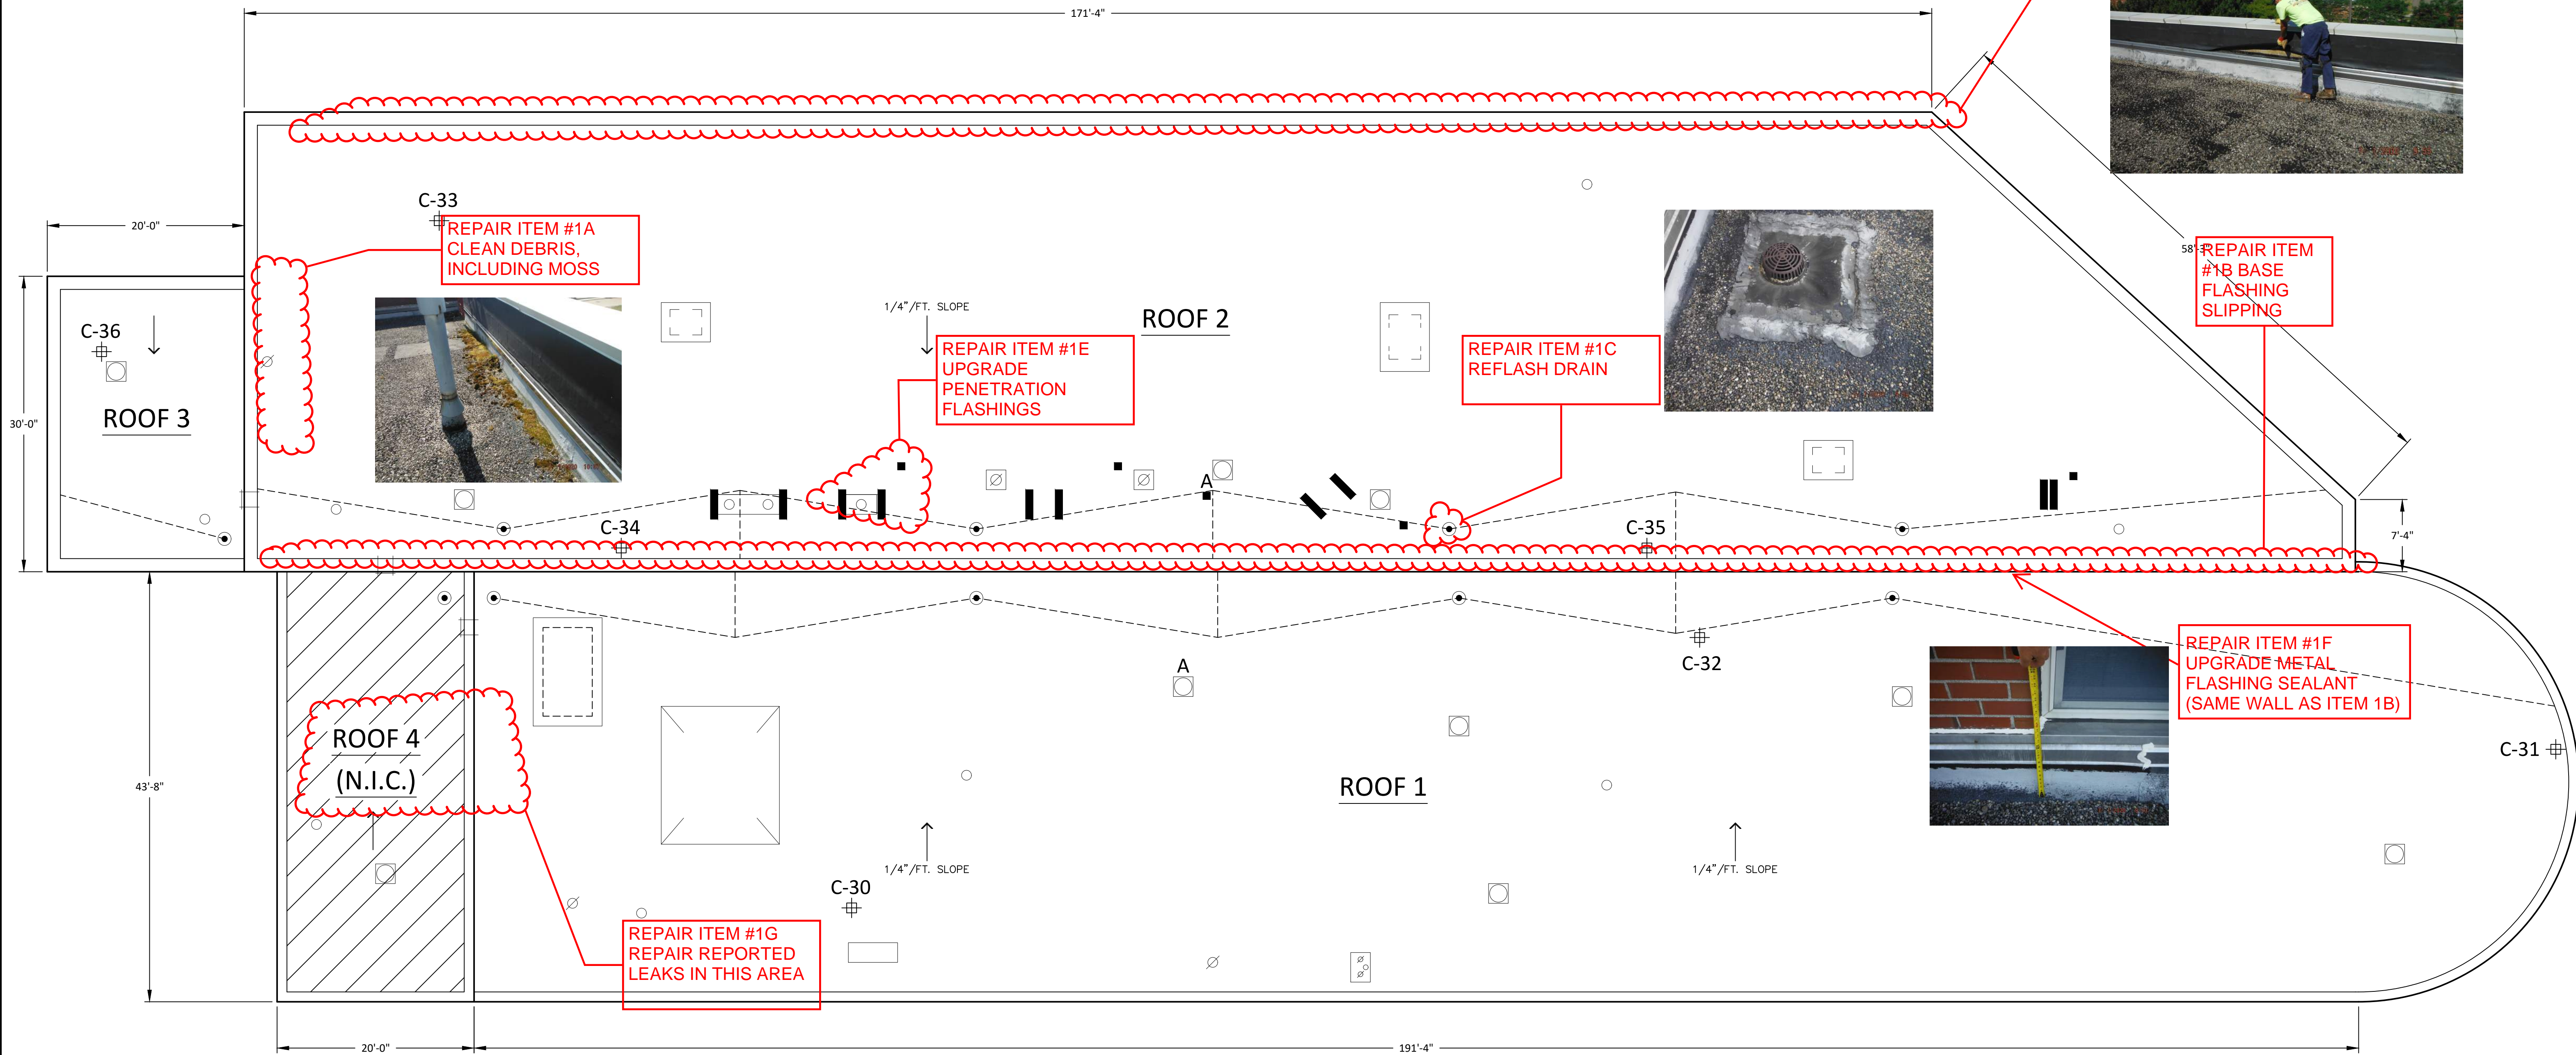 171'-4"
58'-3"
20'-0"
C-33
REPAIR ITEM #1A
CLEAN DEBRIS,
INCLUDING MOSS
REPAIR ITEM
#1B BASE
FLASHING
SLIPPING
1/4"/FT. SLOPE
ROOF 2
C-36
REPAIR ITEM #1E
UPGRADE
PENETRATION
FLASHINGS
REPAIR ITEM #1C
REFLASH DRAIN
30'-0"
ROOF 3
A
C-34
C-35
7'-4"
REPAIR ITEM #1F
UPGRADE METAL
FLASHING SEALANT
(SAME WALL AS ITEM 1B)
C-32
A
ROOF 4
(N.I.C.)
C-31
43'-8"
ROOF 1
1/4"/FT. SLOPE
1/4"/FT. SLOPE
C-30
REPAIR ITEM #1G
REPAIR REPORTED
LEAKS IN THIS AREA
20'-0"
191'-4"